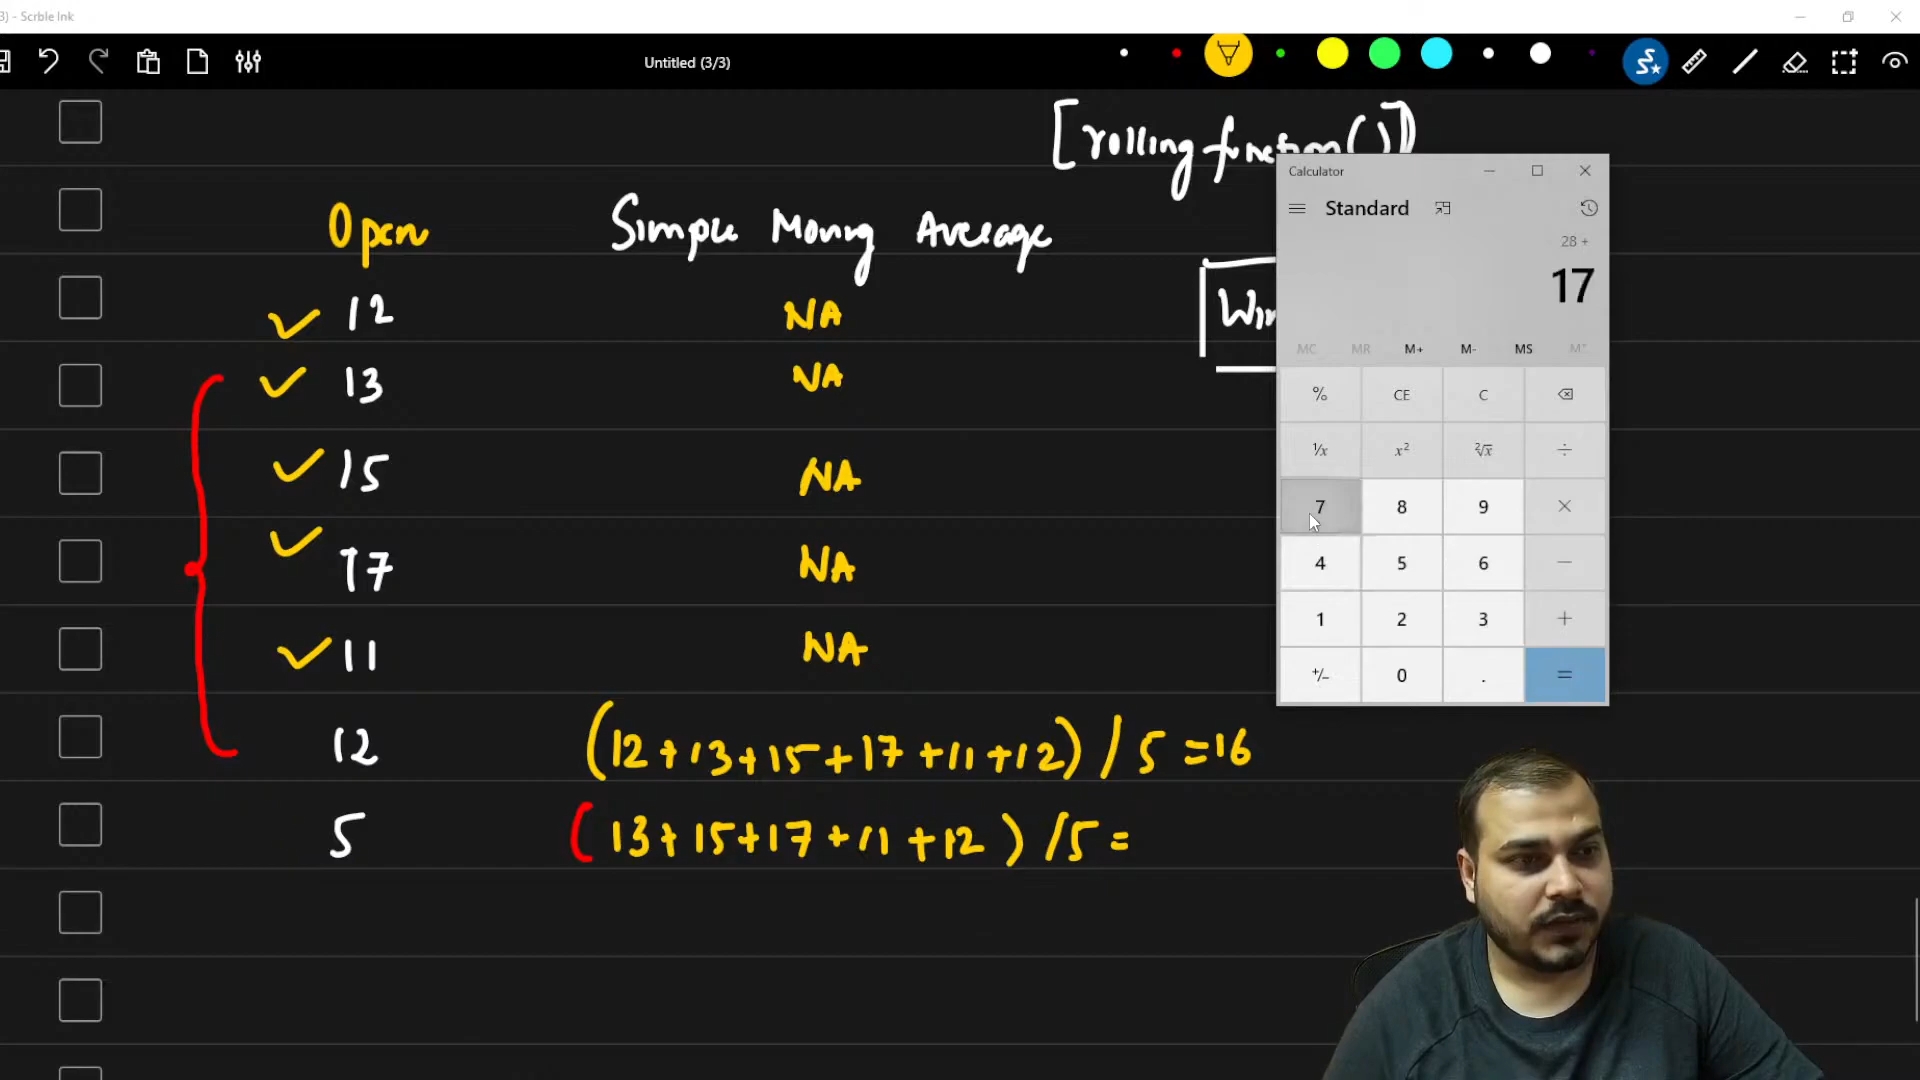 3) - Scrble Ink
Untitled (3/3)
[rolling function()]
Calculator
Standard
28 +
17
MC MR M+ M- MS
% CE C
¹/x x² ²√x ÷
7 8 9 ×
4 5 6 −
1 2 3 +
+/− 0 . =
Open Simple Moving Average
12 NA
13 NA
15 NA
17 NA
11 NA
12 (12+13+15+17+11+12) / 5 =16
5 (13+15+17+11+12) /5 =